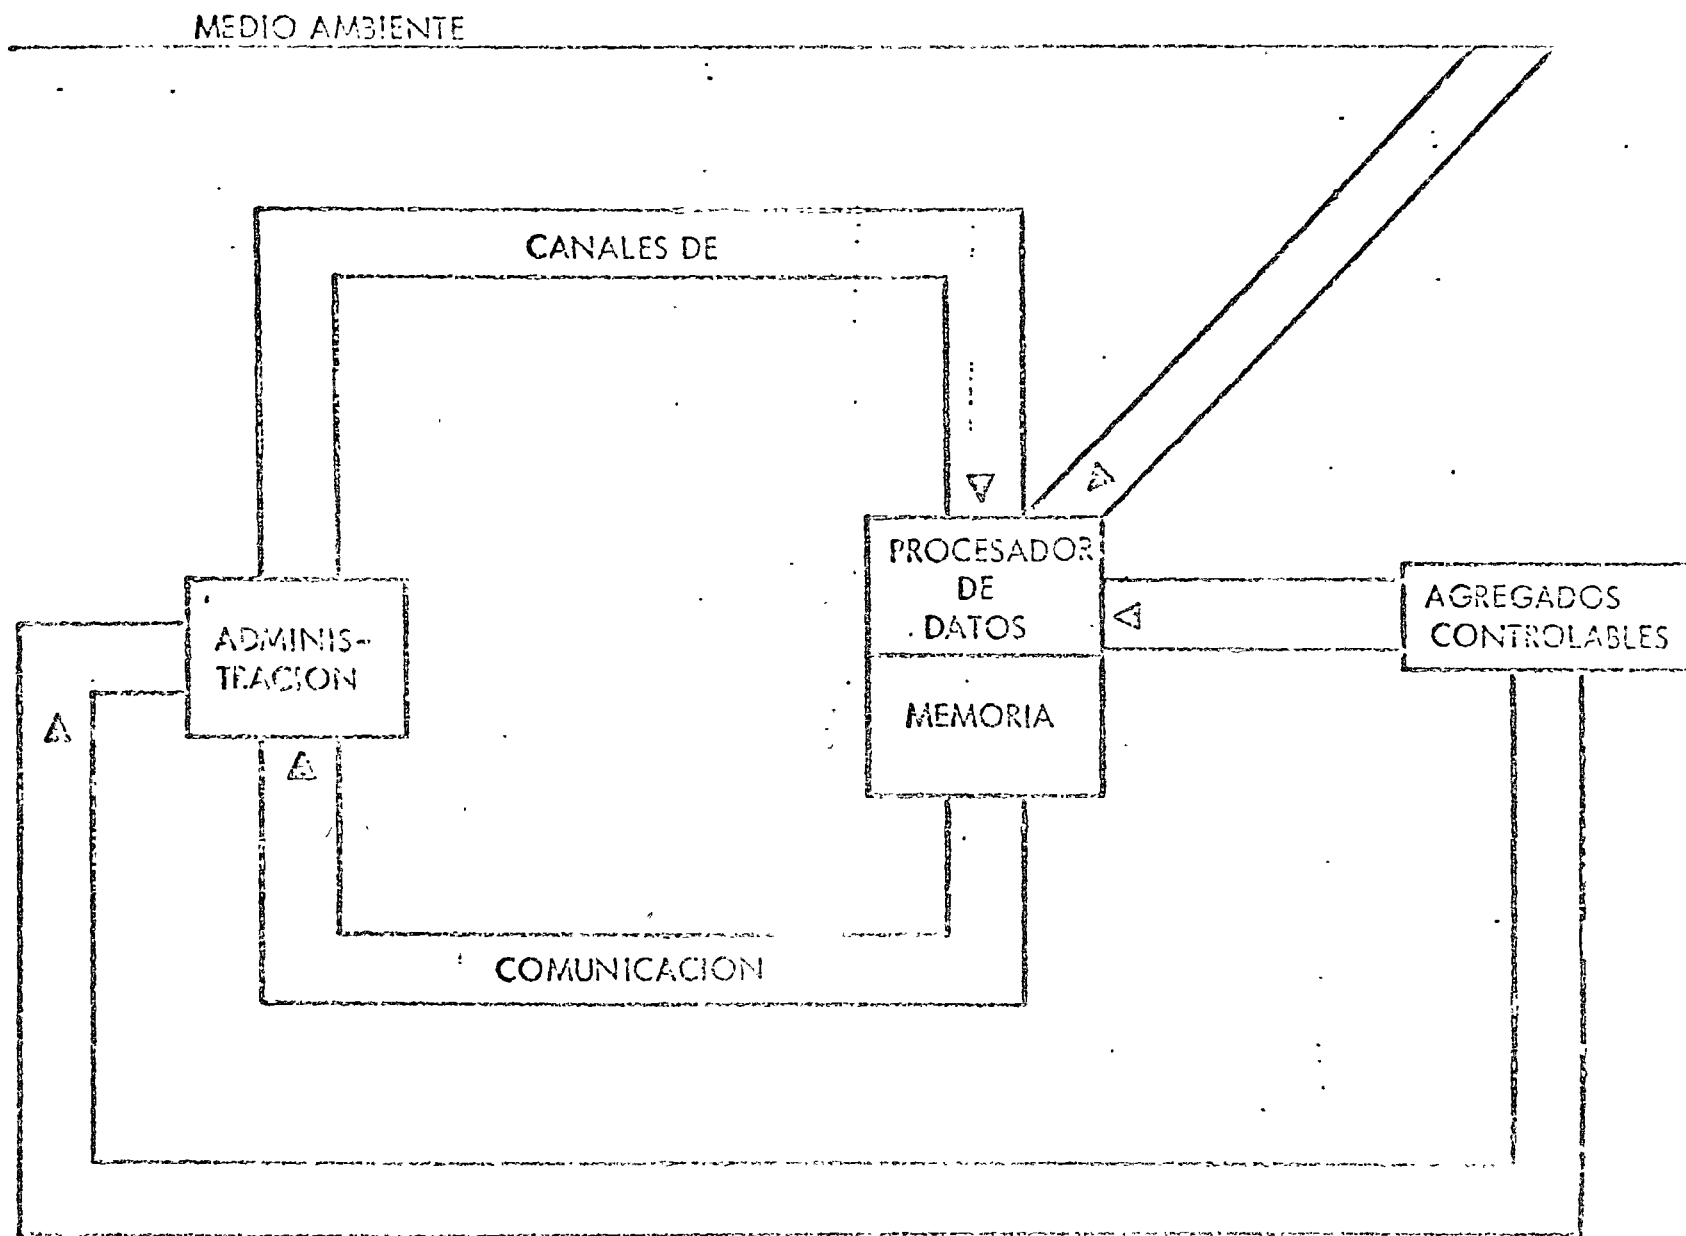 MEDIO AMBIENTE
CANALES DE
PROCESADOR
DE
DATOS
MEMORIA
AGREGADOS
CONTROLABLES
ADMINIS-
TRACION
COMUNICACION